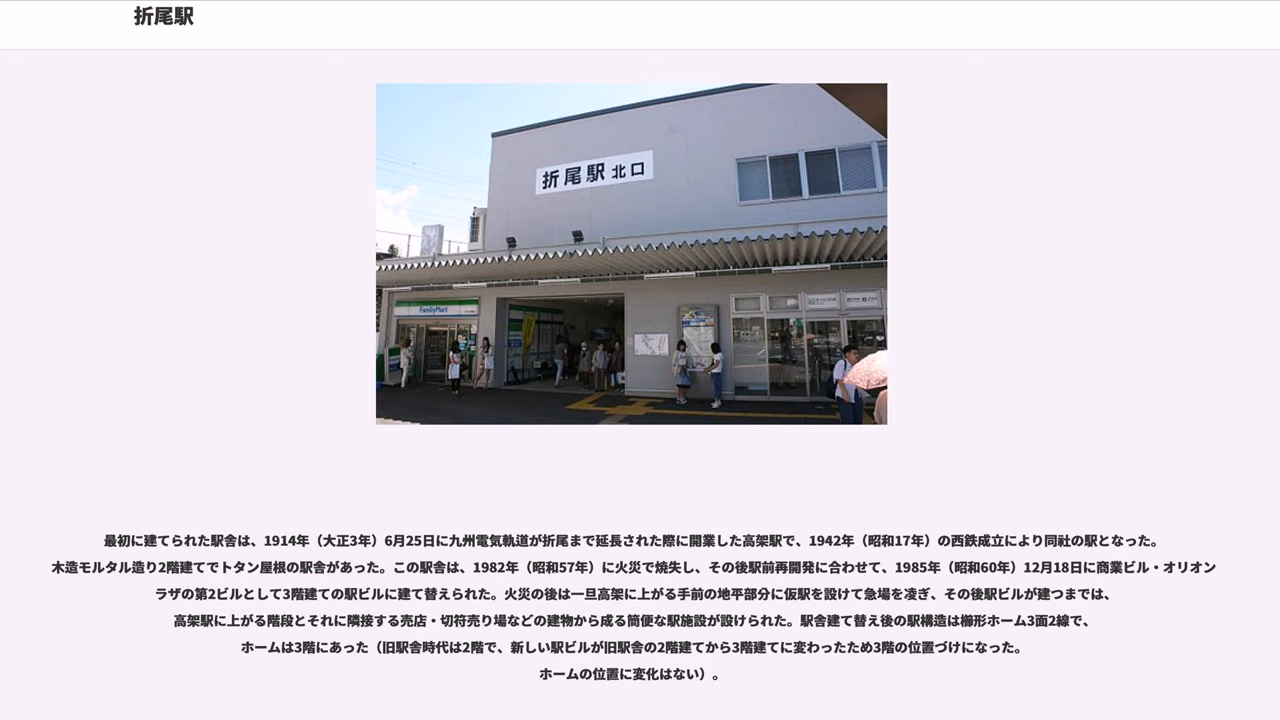 折尾駅
折尾駅 北口
FamilyMart
最初に建てられた駅舎は、1914年（大正3年）6月25日に九州電気軌道が折尾まで延長された際に開業した高架駅で、1942年（昭和17年）の西鉄成立により同社の駅となった。
木造モルタル造り2階建てでトタン屋根の駅舎があった。この駅舎は、1982年（昭和57年）に火災で焼失し、その後駅前再開発に合わせて、1985年（昭和60年）12月18日に商業ビル・オリオン
ラザの第2ビルとして3階建ての駅ビルに建て替えられた。火災の後は一旦高架に上がる手前の地平部分に仮駅を設けて急場を凌ぎ、その後駅ビルが建つまでは、
高架駅に上がる階段とそれに隣接する売店・切符売り場などの建物から成る簡便な駅施設が設けられた。駅舎建て替え後の駅構造は櫛形ホーム3面2線で、
ホームは3階にあった（旧駅舎時代は2階で、新しい駅ビルが旧駅舎の2階建てから3階建てに変わったため3階の位置づけになった。
ホームの位置に変化はない）。